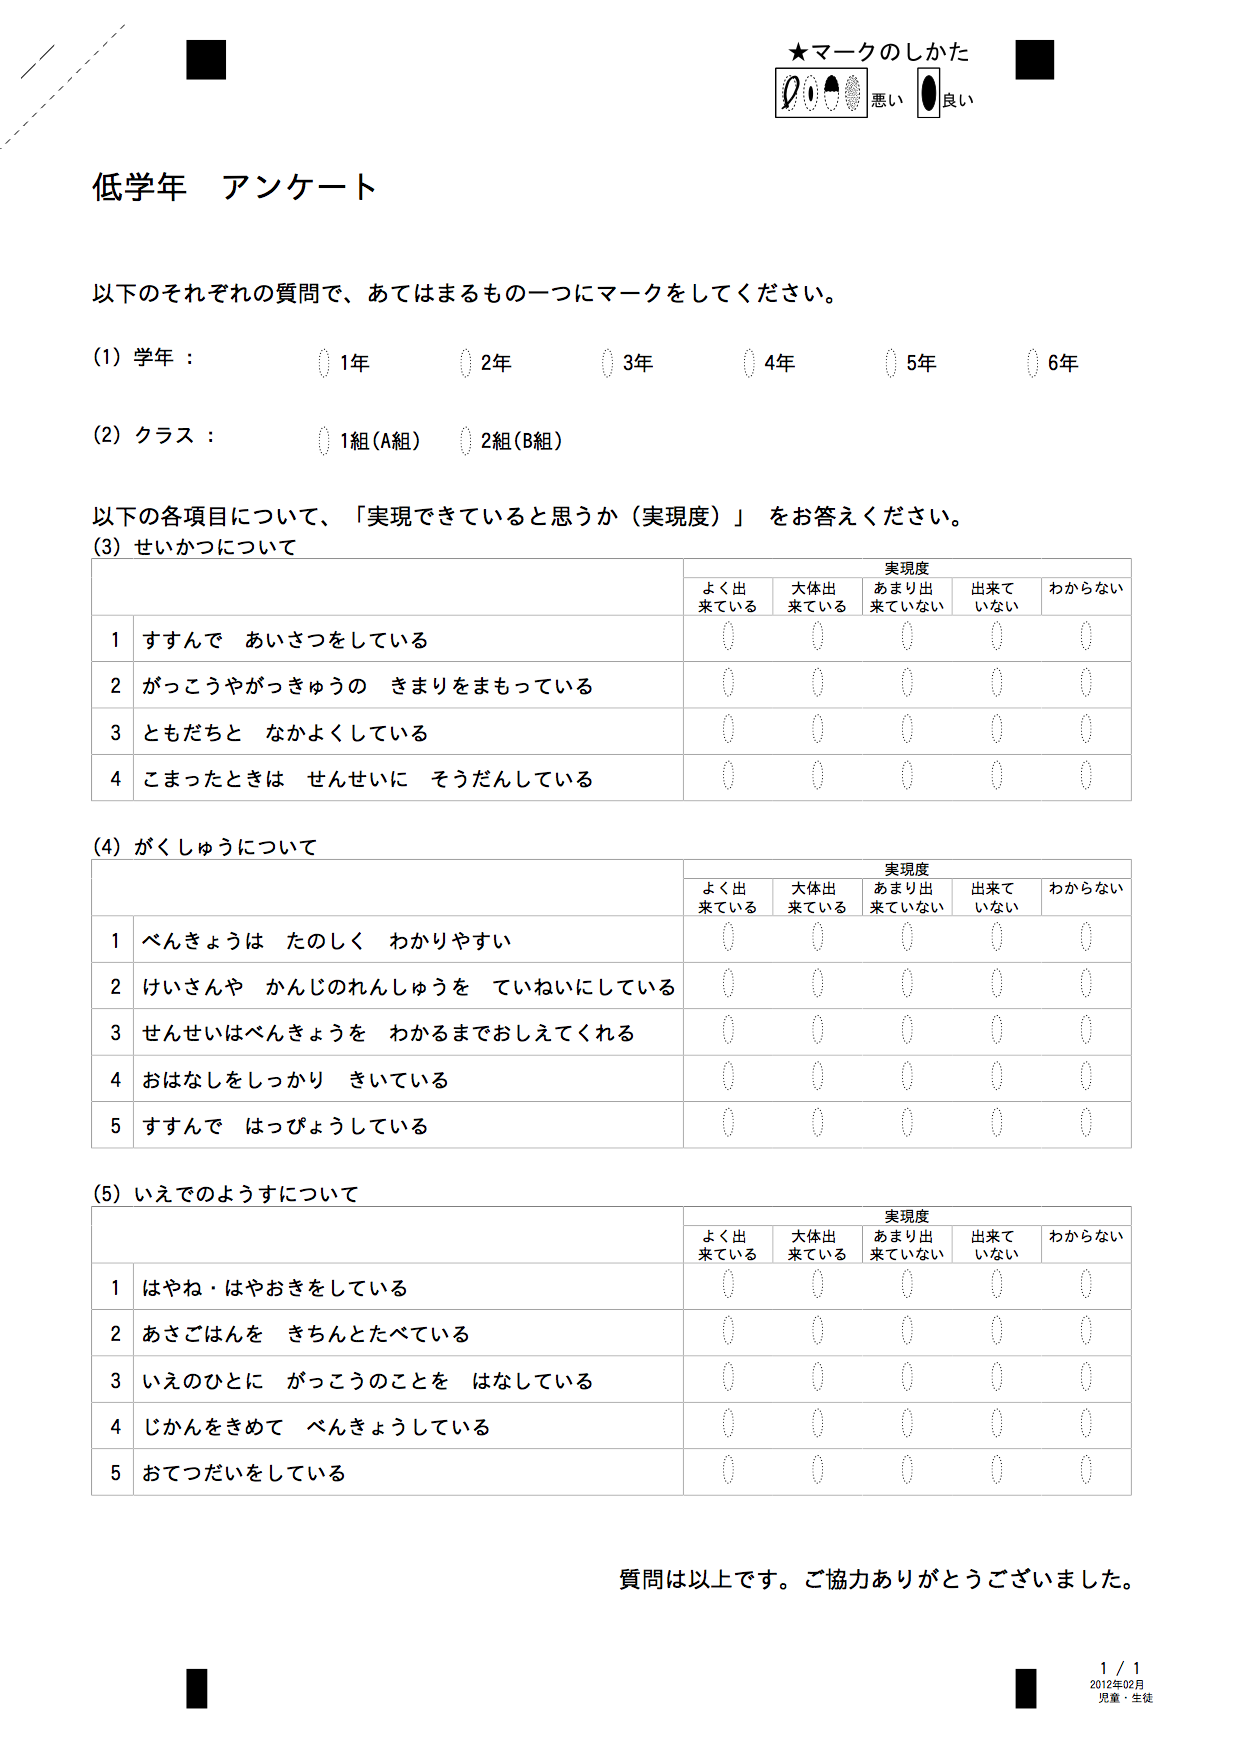 ★マークのしかた
悪い 良い
低学年　アンケート
以下のそれぞれの質問で、あてはまるもの一つにマークをしてください。
(1) 学年 : 1年 2年 3年 4年 5年 6年
(2) クラス : 1組(A組) 2組(B組)
以下の各項目について、「実現できていると思うか（実現度）」 をお答えください。
(3) せいかつについて
実現度
よく出来ている 大体出来ている あまり出来ていない 出来ていない わからない
1 すすんで　あいさつをしている
2 がっこうやがっきゅうの　きまりをまもっている
3 ともだちと　なかよくしている
4 こまったときは　せんせいに　そうだんしている
(4) がくしゅうについて
実現度
よく出来ている 大体出来ている あまり出来ていない 出来ていない わからない
1 べんきょうは　たのしく　わかりやすい
2 けいさんや　かんじのれんしゅうを　ていねいにしている
3 せんせいはべんきょうを　わかるまでおしえてくれる
4 おはなしをしっかり　きいている
5 すすんで　はっぴょうしている
(5) いえでのようすについて
実現度
よく出来ている 大体出来ている あまり出来ていない 出来ていない わからない
1 はやね・はやおきをしている
2 あさごはんを　きちんとたべている
3 いえのひとに　がっこうのことを　はなしている
4 じかんをきめて　べんきょうしている
5 おてつだいをしている
質問は以上です。ご協力ありがとうございました。
1 / 1
2012年02月
児童・生徒